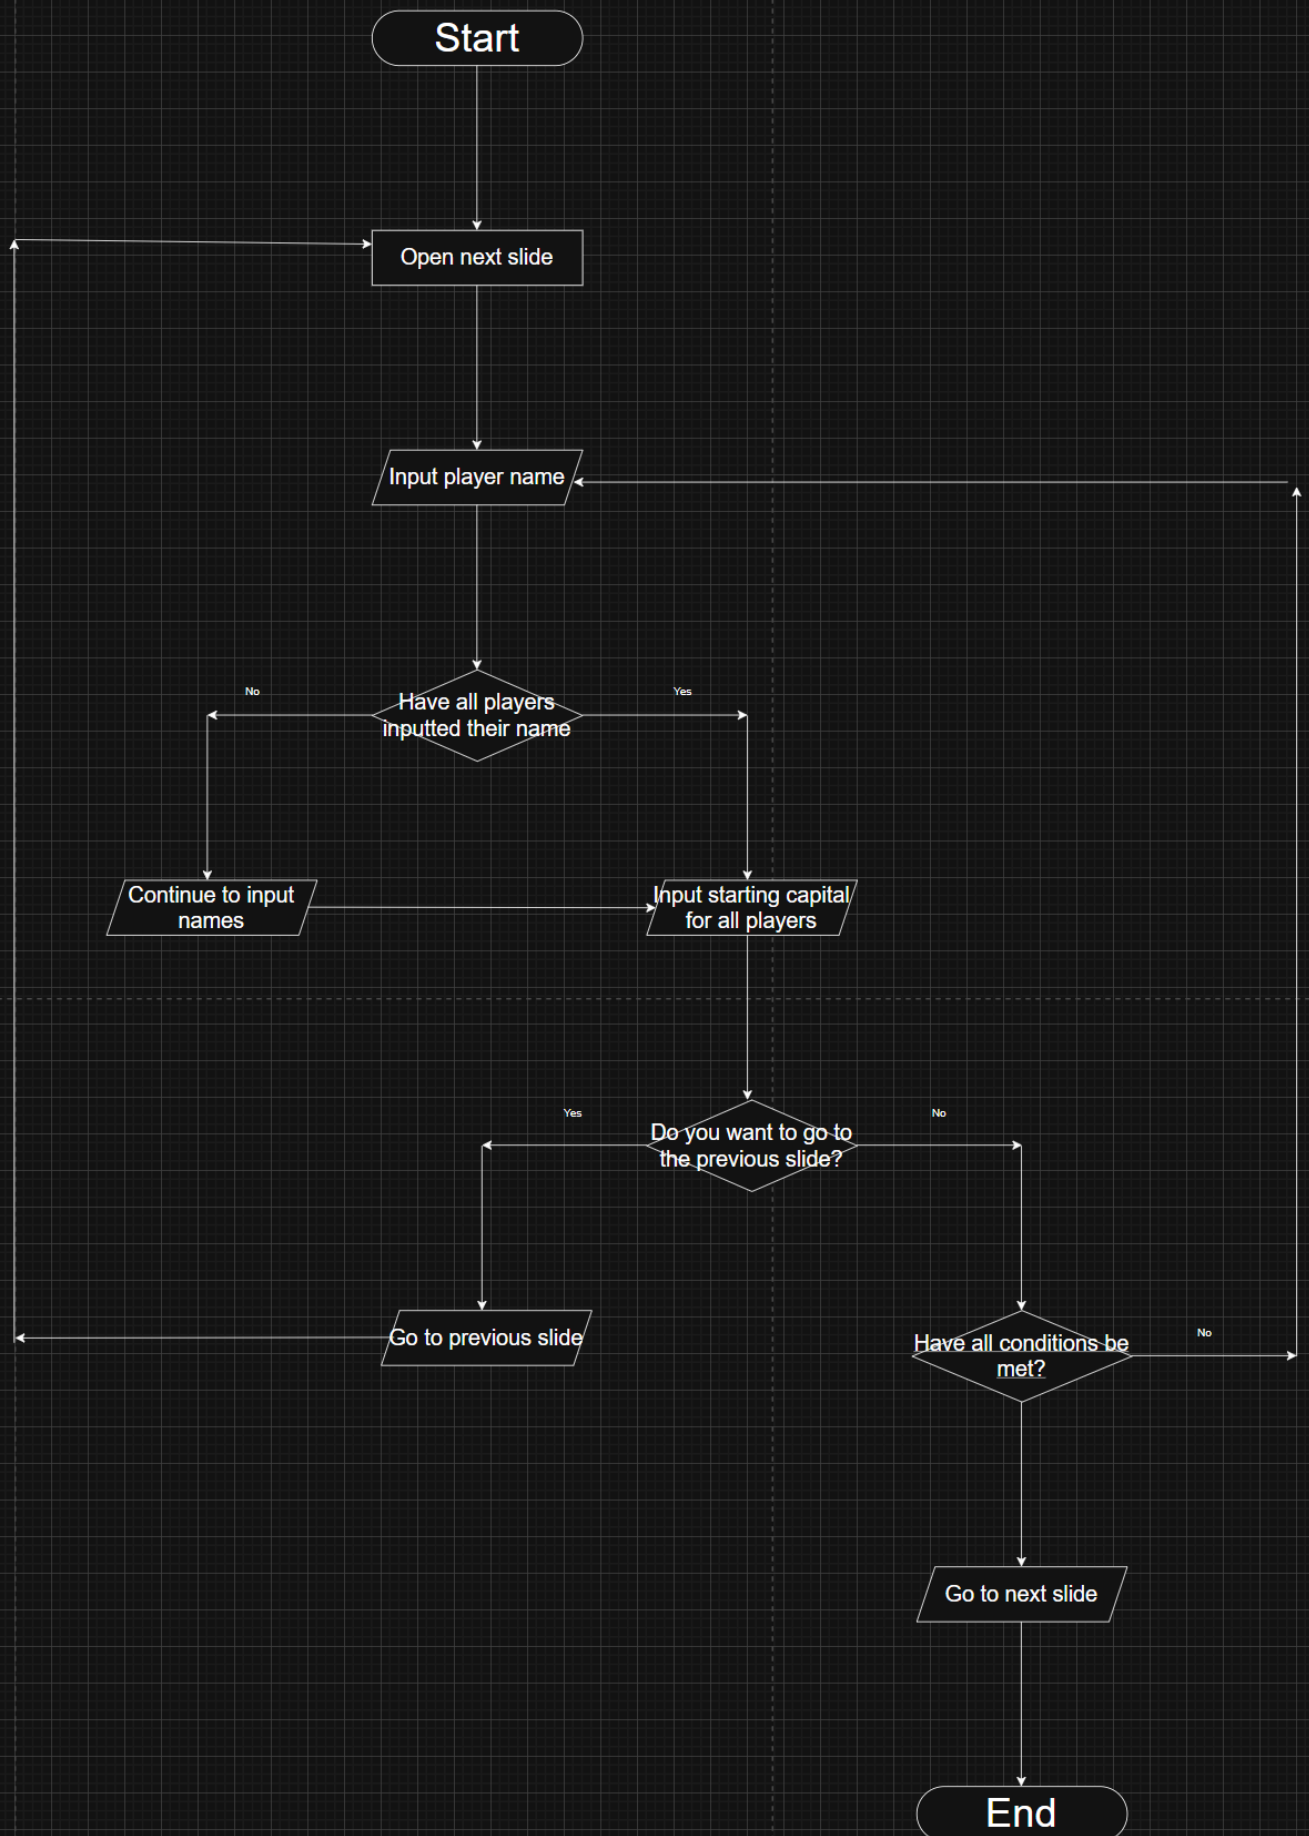 Start
Open next slide
Input player name
No
Have all players
inputted their name
Yes
Continue to input
names
Input starting capital
for all players
Yes
Do you want to go to
the previous slide?
No
Go to previous slide
Have all conditions be
met?
No
Go to next slide
End